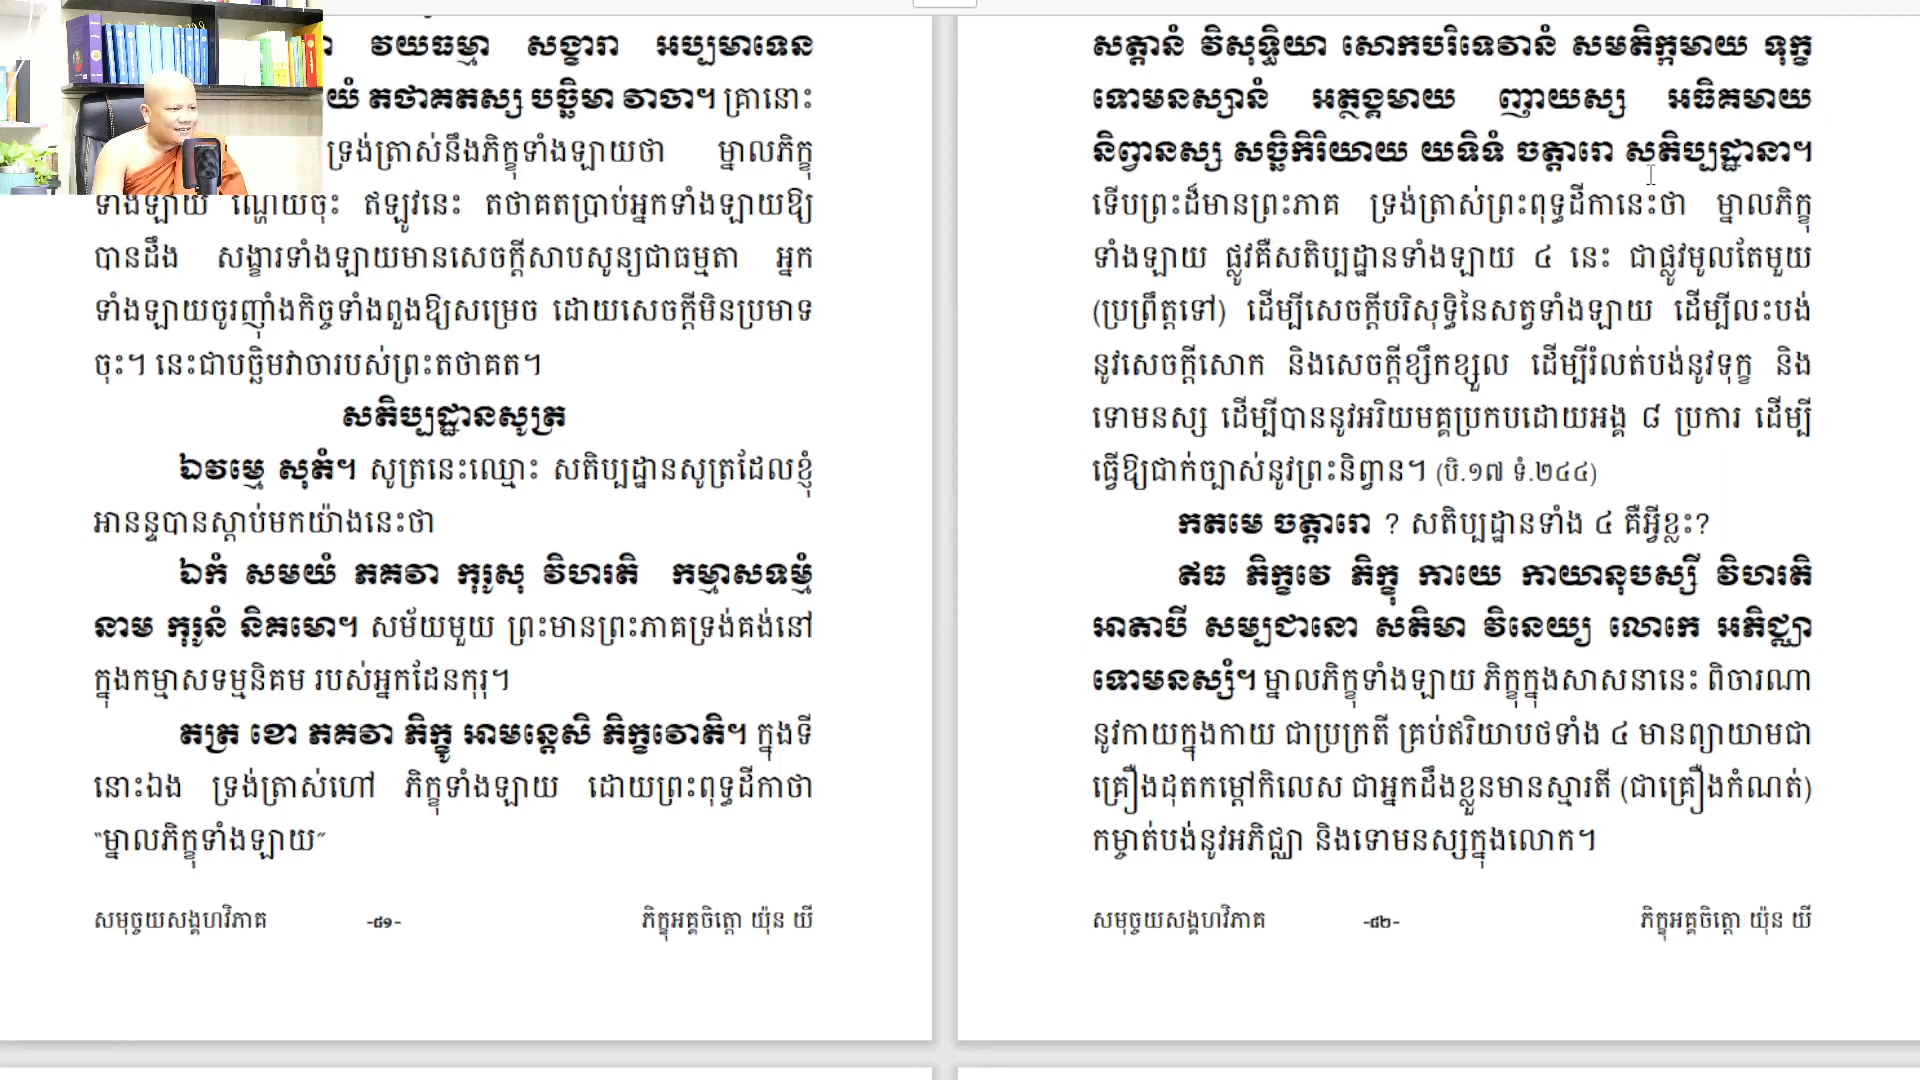 វយធម្មា សង្ខារា អប្បមាទេន
យំ តថាគតស្ស បច្ឆិមា វាចា។ គ្រានោះ
ទ្រង់ត្រាស់នឹងភិក្ខុទាំងឡាយថា ម្នាលភិក្ខុ
ទាំងឡាយ ណ្ហើយចុះ ឥឡូវនេះ តថាគតប្រាប់អ្នកទាំងឡាយឱ្យ
បានដឹង សង្ខារទាំងឡាយមានសេចក្តីសាបសូន្យជាធម្មតា អ្នក
ទាំងឡាយចូរញ៉ាំងកិច្ចទាំងពួងឱ្យសម្រេច ដោយសេចក្តីមិនប្រមាទ
ចុះ។ នេះជាបច្ឆិមវាចារបស់ព្រះតថាគត។
សតិប្បដ្ឋានសូត្រ
ឯវម្មេ សុតំ។ សូត្រនេះឈ្មោះ សតិប្បដ្ឋានសូត្រដែលខ្ញុំ
អានន្ទបានស្តាប់មកយ៉ាងនេះថា
ឯកំ សមយំ ភគវា កុរូសុ វិហរតិ កម្មាសទម្មំ
នាម កុរូនំ និគមោ។ សម័យមួយ ព្រះមានព្រះភាគទ្រង់គង់នៅ
ក្នុងកម្មាសទម្មនិគម របស់អ្នកដែនកុរុ។
តត្រ ខោ ភគវា ភិក្ខូ អាមន្តេសិ ភិក្ខវោតិ។ ក្នុងទី
នោះឯង ទ្រង់ត្រាស់ហៅ ភិក្ខុទាំងឡាយ ដោយព្រះពុទ្ធដីកាថា
“ម្នាលភិក្ខុទាំងឡាយ”
សមុច្ចយសង្គហវិភាគ -៨១- ភិក្ខុអគ្គចិត្តោ យ៉ុន យី
សត្តានំ វិសុទ្ធិយា សោកបរិទេវានំ សមតិក្កមាយ ទុក្ខ
ទោមនស្សានំ អត្ថង្គមាយ ញាយស្ស អធិគមាយ
និព្វានស្ស សច្ឆិកិរិយាយ យទិទំ ចត្តារោ សតិប្បដ្ឋានា។
ទើបព្រះដ៏មានព្រះភាគ ទ្រង់ត្រាស់ព្រះពុទ្ធដីកានេះថា ម្នាលភិក្ខុ
ទាំងឡាយ ផ្លូវគឺសតិប្បដ្ឋានទាំងឡាយ ៤ នេះ ជាផ្លូវមូលតែមួយ
(ប្រព្រឹត្តទៅ) ដើម្បីសេចក្តីបរិសុទ្ធិនៃសត្វទាំងឡាយ ដើម្បីលះបង់
នូវសេចក្តីសោក និងសេចក្តីខ្សឹកខ្សួល ដើម្បីរំលត់បង់នូវទុក្ខ និង
ទោមនស្ស ដើម្បីបាននូវអរិយមគ្គប្រកបដោយអង្គ ៨ ប្រការ ដើម្បី
ធ្វើឱ្យជាក់ច្បាស់នូវព្រះនិព្វាន។ (បិ.១៧ ទំ.២៤៤)
កតមេ ចត្តារោ ? សតិប្បដ្ឋានទាំង ៤ គឺអ្វីខ្លះ?
ឥធ ភិក្ខវេ ភិក្ខុ កាយេ កាយានុបស្សី វិហរតិ
អាតាបី សម្បជានោ សតិមា វិនេយ្យ លោកេ អភិជ្ឈា
ទោមនស្សំ។ ម្នាលភិក្ខុទាំងឡាយ ភិក្ខុក្នុងសាសនានេះ ពិចារណា
នូវកាយក្នុងកាយ ជាប្រក្រតី គ្រប់ឥរិយាបថទាំង ៤ មានព្យាយាមជា
គ្រឿងដុតកម្តៅកិលេស ជាអ្នកដឹងខ្លួនមានស្មារតី (ជាគ្រឿងកំណត់)
កម្ចាត់បង់នូវអភិជ្ឈា និងទោមនស្សក្នុងលោក។
សមុច្ចយសង្គហវិភាគ -៨២- ភិក្ខុអគ្គចិត្តោ យ៉ុន យី